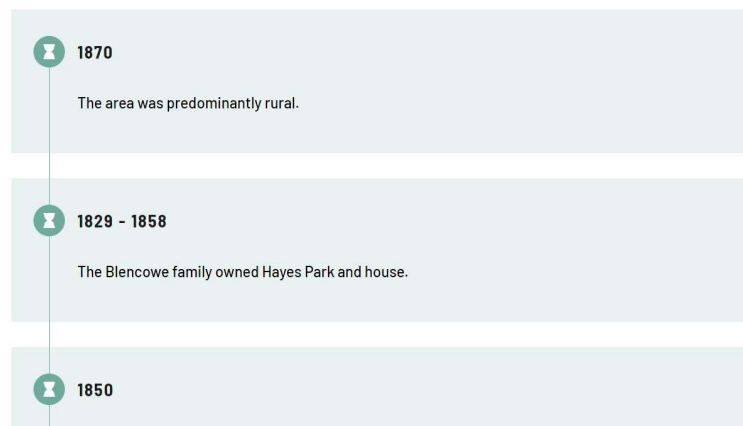 1870
The area was predominantly rural.
1829 - 1858
The Blencowe family owned Hayes Park and house.
1850